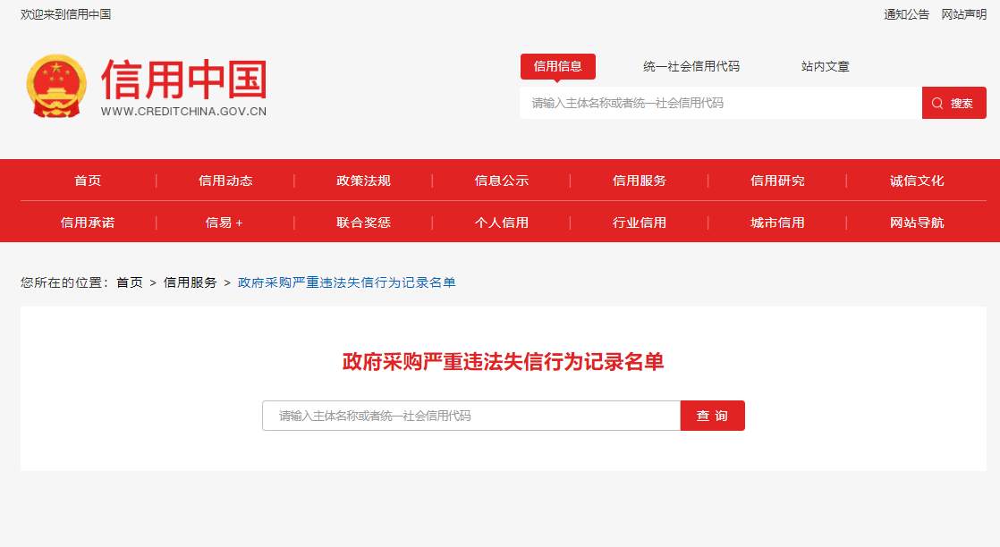 欢迎来到信用中国 通知公告 网站声明
信用中国
WWW.CREDITCHINA.GOV.CN
信用信息 统一社会信用代码 站内文章
请输入主体名称或者统一社会信用代码 搜索
首页 | 信用动态 | 政策法规 | 信息公示 | 信用服务 | 信用研究 | 诚信文化
信用承诺 | 信易+ | 联合奖惩 | 个人信用 | 行业信用 | 城市信用 | 网站导航
您所在的位置：首页 > 信用服务 > 政府采购严重违法失信行为记录名单
政府采购严重违法失信行为记录名单
请输入主体名称或者统一社会信用代码 查 询